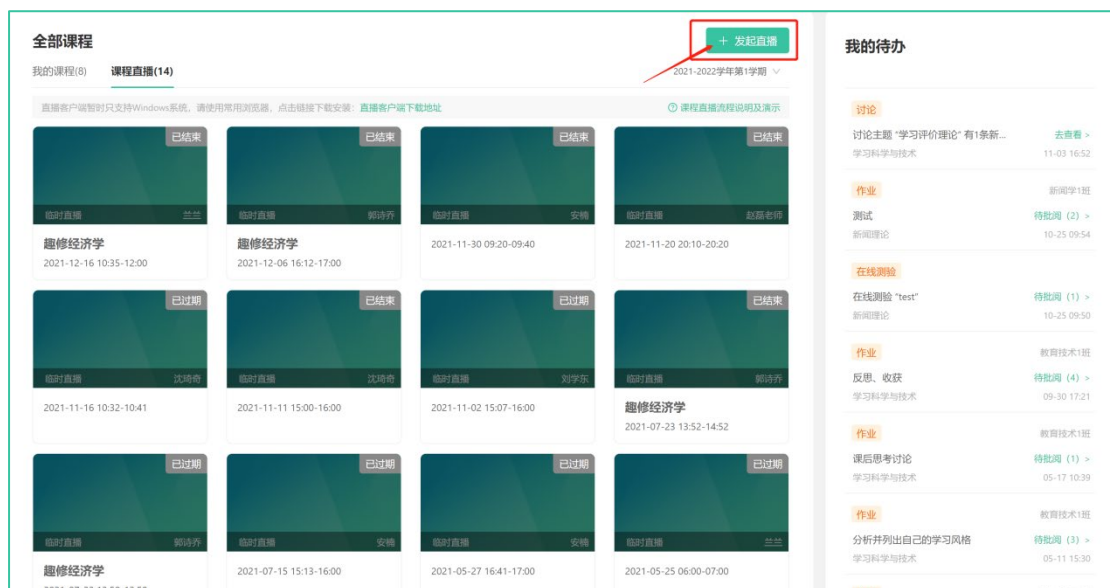 全部课程
+ 发起直播
我的课程(8) 课程直播(14) 2021-2022学年第1学期
直播客户端暂时只支持Windows系统，请使用常用浏览器，点击链接下载安装：直播客户端下载地址 课程直播流程说明及演示
已结束 已结束 已结束 已结束
临时直播 兰兰 临时直播 郭诗乔 临时直播 安楠 临时直播 赵磊老师
趣修经济学 趣修经济学 2021-11-30 09:20-09:40 2021-11-20 20:10-20:20
2021-12-16 10:35-12:00 2021-12-06 16:12-17:00
已过期 已结束 已过期 已结束
临时直播 沈琦奇 临时直播 沈琦奇 临时直播 刘学东 临时直播 郭诗乔
2021-11-16 10:32-10:41 2021-11-11 15:00-16:00 2021-11-02 15:07-16:00 趣修经济学
2021-07-23 13:52-14:52
已过期 已过期 已过期 已过期
临时直播 郭诗乔 临时直播 安楠 临时直播 安楠 临时直播 兰兰
趣修经济学 2021-07-15 15:13-16:00 2021-05-27 16:41-17:00 2021-05-25 06:00-07:00
我的待办
讨论
讨论主题 “学习评价理论” 有1条新... 去查看 >
学习科学与技术 11-03 16:52
作业 新闻学1班
测试 待批阅（2）>
新闻理论 10-25 09:54
在线测验
在线测验 “test” 待批阅（1）>
新闻理论 10-25 09:50
作业 教育技术1班
反思、收获 待批阅（4）>
学习科学与技术 09-30 17:21
作业 教育技术1班
课后思考讨论 待批阅（1）>
学习科学与技术 05-17 10:39
作业 教育技术1班
分析并列出自己的学习风格 待批阅（3）>
学习科学与技术 05-11 15:30